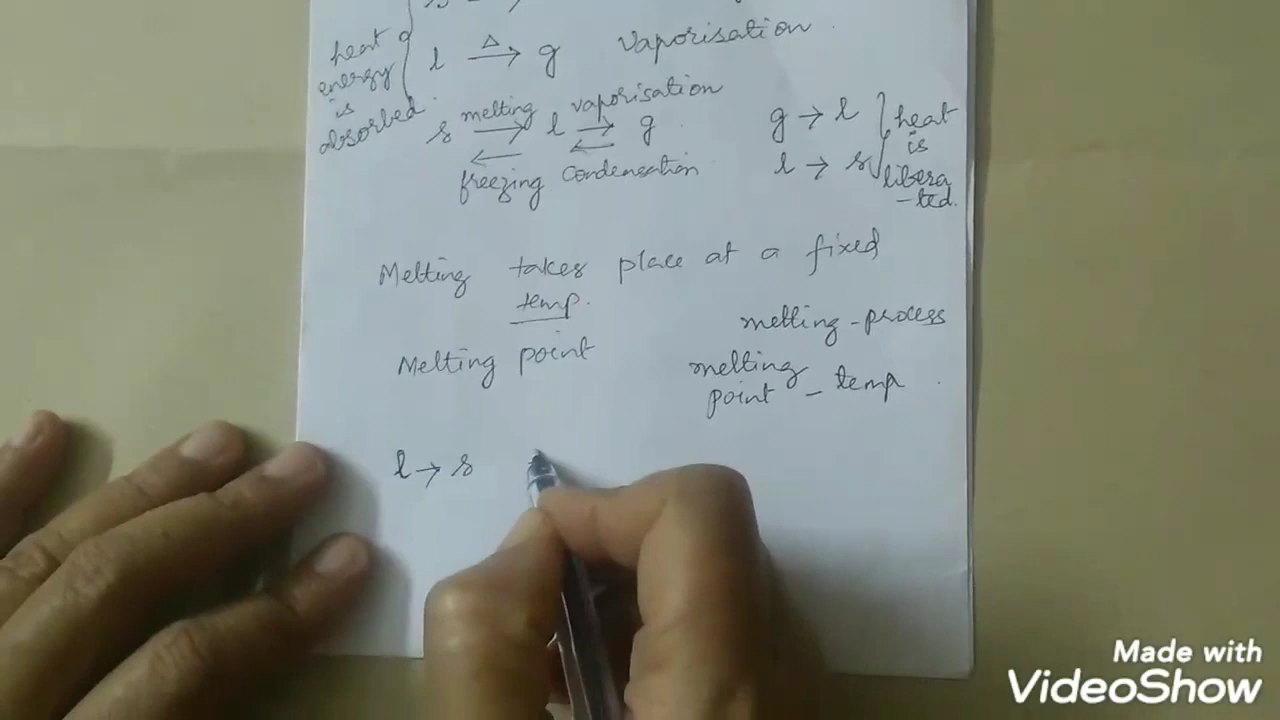 heat
energy
is
absorbed.
l →Δ g vaporisation
melting vaporisation
s → l ⇌ g
← freezing condensation
g → l
l → s
heat
is
libera
-ted.
Melting takes place at a fixed
temp.
melting-process
Melting point
melting
point - temp
l → s
Made with
VideoShow